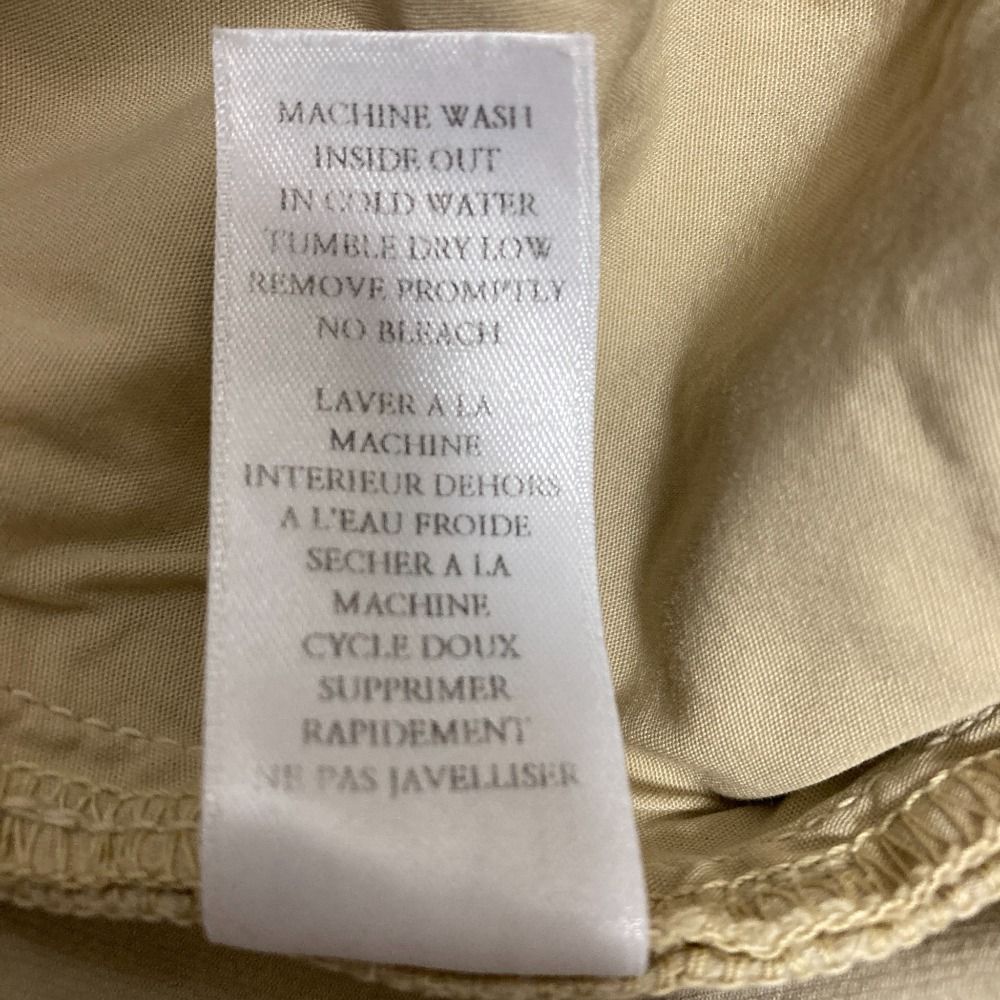 MACHINE WASH
INSIDE OUT
IN COLD WATER
TUMBLE DRY LOW
REMOVE PROMPTLY
NO BLEACH
LAVER A LA
MACHINE
INTERIEUR DEHORS
A L'EAU FROIDE
SECHER A LA
MACHINE
CYCLE DOUX
SUPPRIMER
RAPIDEMENT
NE PAS JAVELLISER